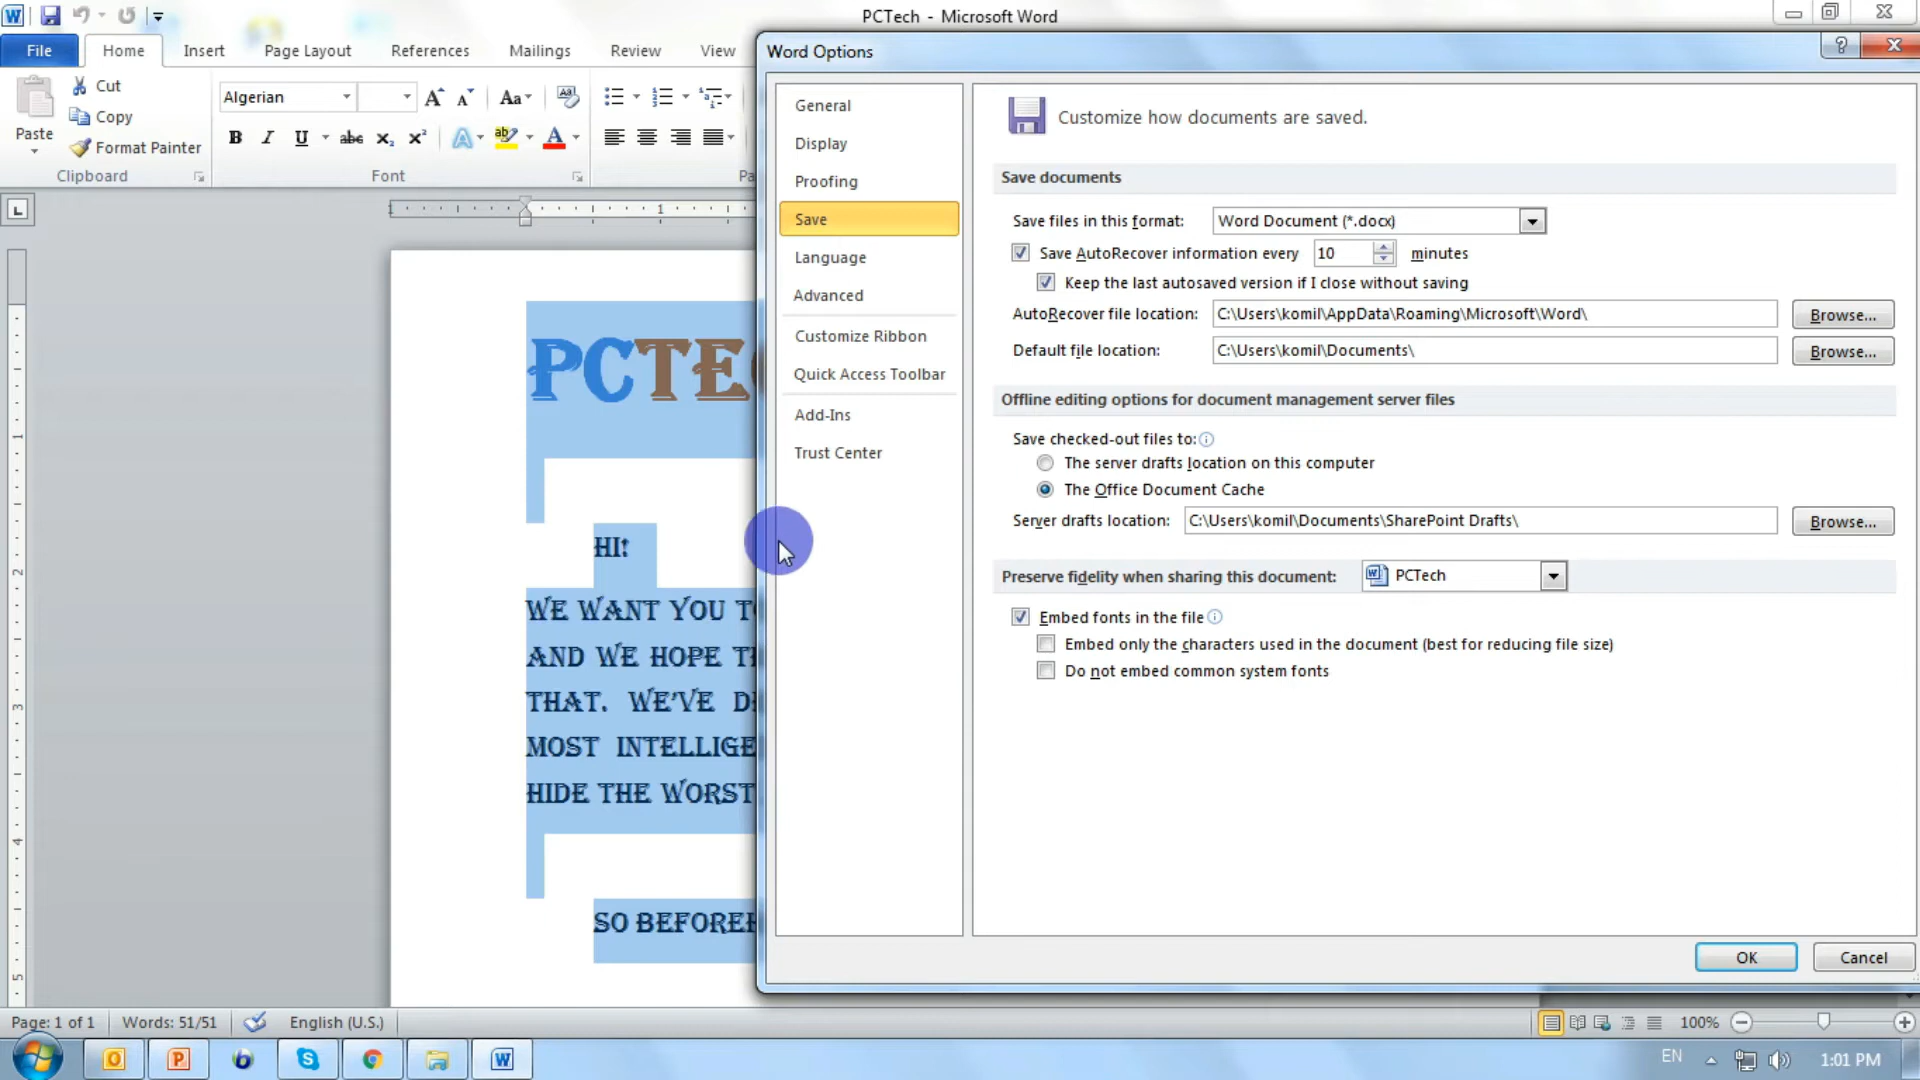 PCTech - Microsoft Word
File Home Insert Page Layout References Mailings Review View
Cut
Copy
Format Painter
Paste
Clipboard
Algerian
Aa
B I U abc x₂ x²
Font
Word Options
General
Display
Proofing
Save
Language
Advanced
Customize Ribbon
Quick Access Toolbar
Add-Ins
Trust Center
Customize how documents are saved.
Save documents
Save files in this format: Word Document (*.docx)
Save AutoRecover information every 10 minutes
Keep the last autosaved version if I close without saving
AutoRecover file location: C:\Users\komil\AppData\Roaming\Microsoft\Word\ Browse...
Default file location: C:\Users\komil\Documents\ Browse...
Offline editing options for document management server files
Save checked-out files to:
The server drafts location on this computer
The Office Document Cache
Server drafts location: C:\Users\komil\Documents\SharePoint Drafts\ Browse...
Preserve fidelity when sharing this document: PCTech
Embed fonts in the file
Embed only the characters used in the document (best for reducing file size)
Do not embed common system fonts
OK Cancel
PCTE
HI!
WE WANT YOU
AND WE HOPE
THAT. WE'VE
MOST INTELLIGE
HIDE THE WORST
SO BEFORE
Page: 1 of 1 Words: 51/51 English (U.S.) 100%
EN 1:01 PM